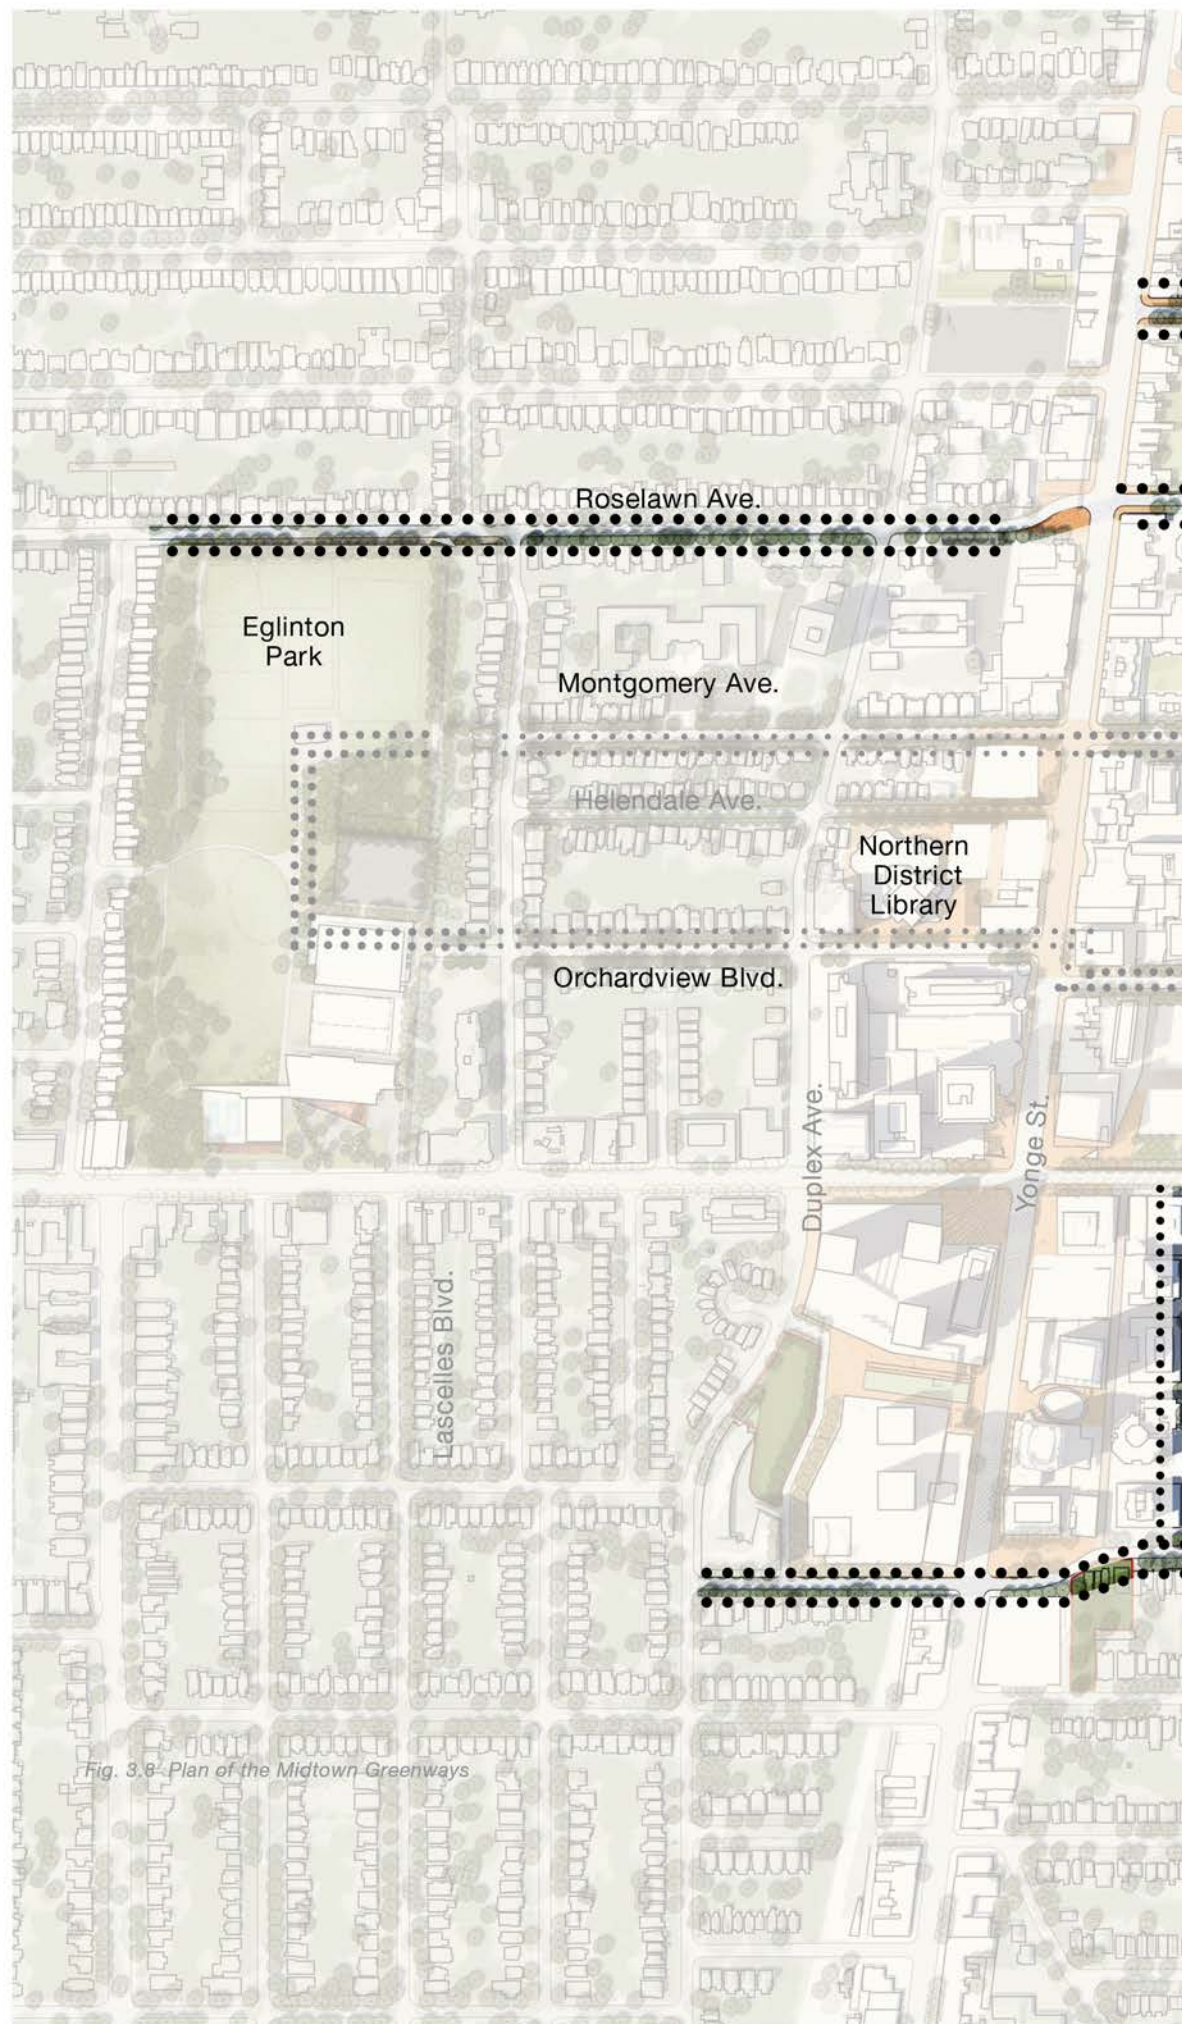 Roselawn Ave.
Eglinton
Park
Montgomery Ave.
Helendale Ave.
Northern
District
Library
Orchardview Blvd.
Duplex Ave.
Yonge St.
Lascelles Blvd.
Fig. 3.8 Plan of the Midtown Greenways